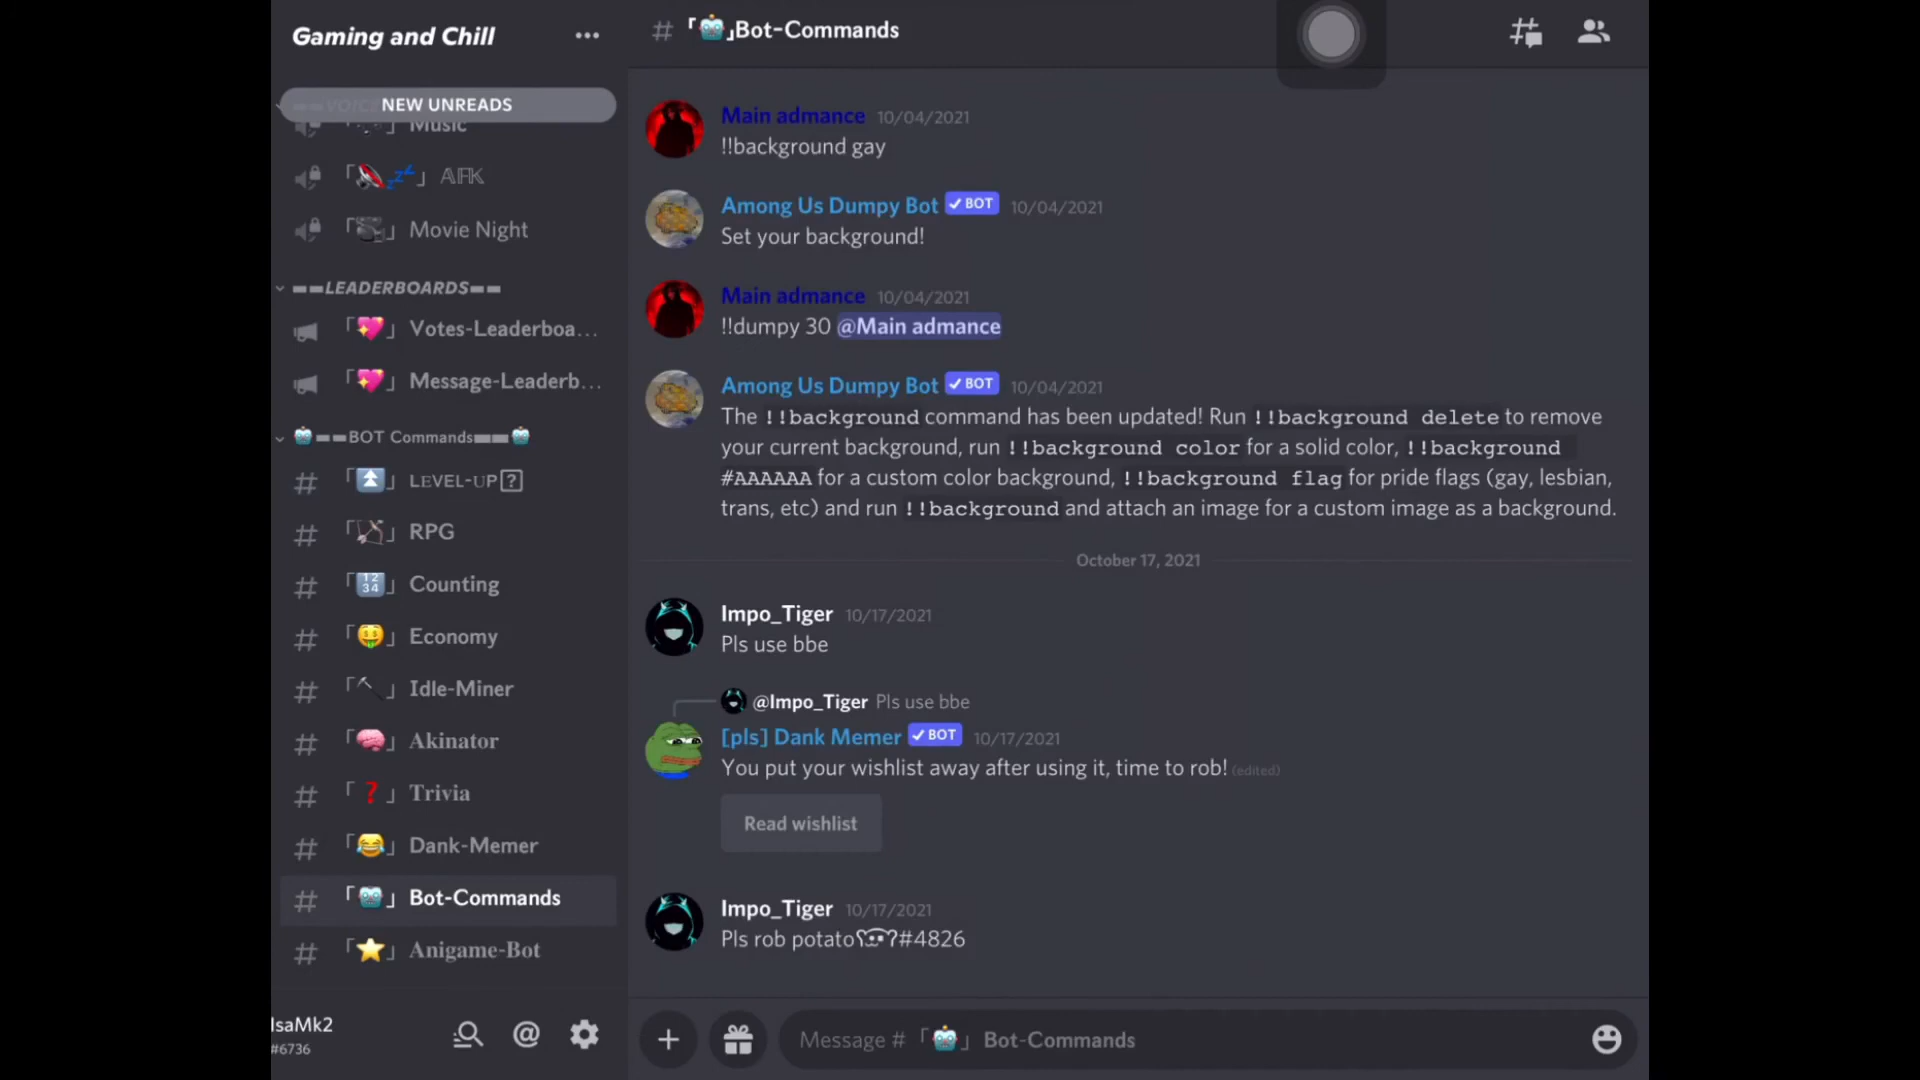 Gaming and Chill
NEW UNREADS
Music
「」 𝔸𝔽𝕂
「」 Movie Night
==LEADERBOARDS==
「💖」 Votes-Leaderboa...
「💖」 Message-Leaderb...
🤖==BOT Commands==🤖
# 「⏫」 LEVEL-UP
# 「🏹」 RPG
# 「🔢」 Counting
# 「🤑」 Economy
# 「⛏」 Idle-Miner
# 「🧠」 Akinator
# 「❓」 Trivia
# 「😂」 Dank-Memer
# 「🤖」 Bot-Commands
# 「⭐」 Anigame-Bot
IsaMk2
#6736
# 「🤖」Bot-Commands
Main admance 10/04/2021
!!background gay
Among Us Dumpy Bot ✓ BOT 10/04/2021
Set your background!
Main admance 10/04/2021
!!dumpy 30 @Main admance
Among Us Dumpy Bot ✓ BOT 10/04/2021
The !!background command has been updated! Run !!background delete to remove
your current background, run !!background color for a solid color, !!background
#AAAAAA for a custom color background, !!background flag for pride flags (gay, lesbian,
trans, etc) and run !!background and attach an image for a custom image as a background.
October 17, 2021
Impo_Tiger 10/17/2021
Pls use bbe
@Impo_Tiger Pls use bbe
[pls] Dank Memer ✓ BOT 10/17/2021
You put your wishlist away after using it, time to rob! (edited)
Read wishlist
Impo_Tiger 10/17/2021
Pls rob potato#4826
Message # 「🤖」 Bot-Commands